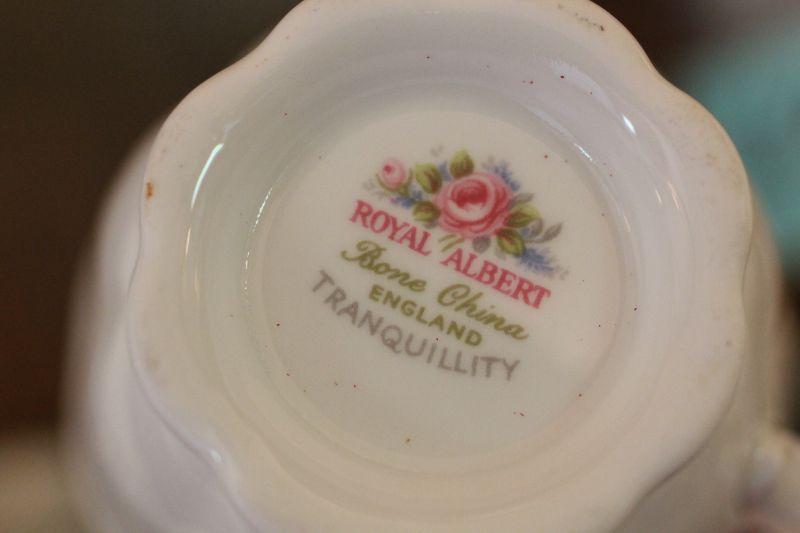 ROYAL ALBERT
Bone China
ENGLAND
TRANQUILLITY